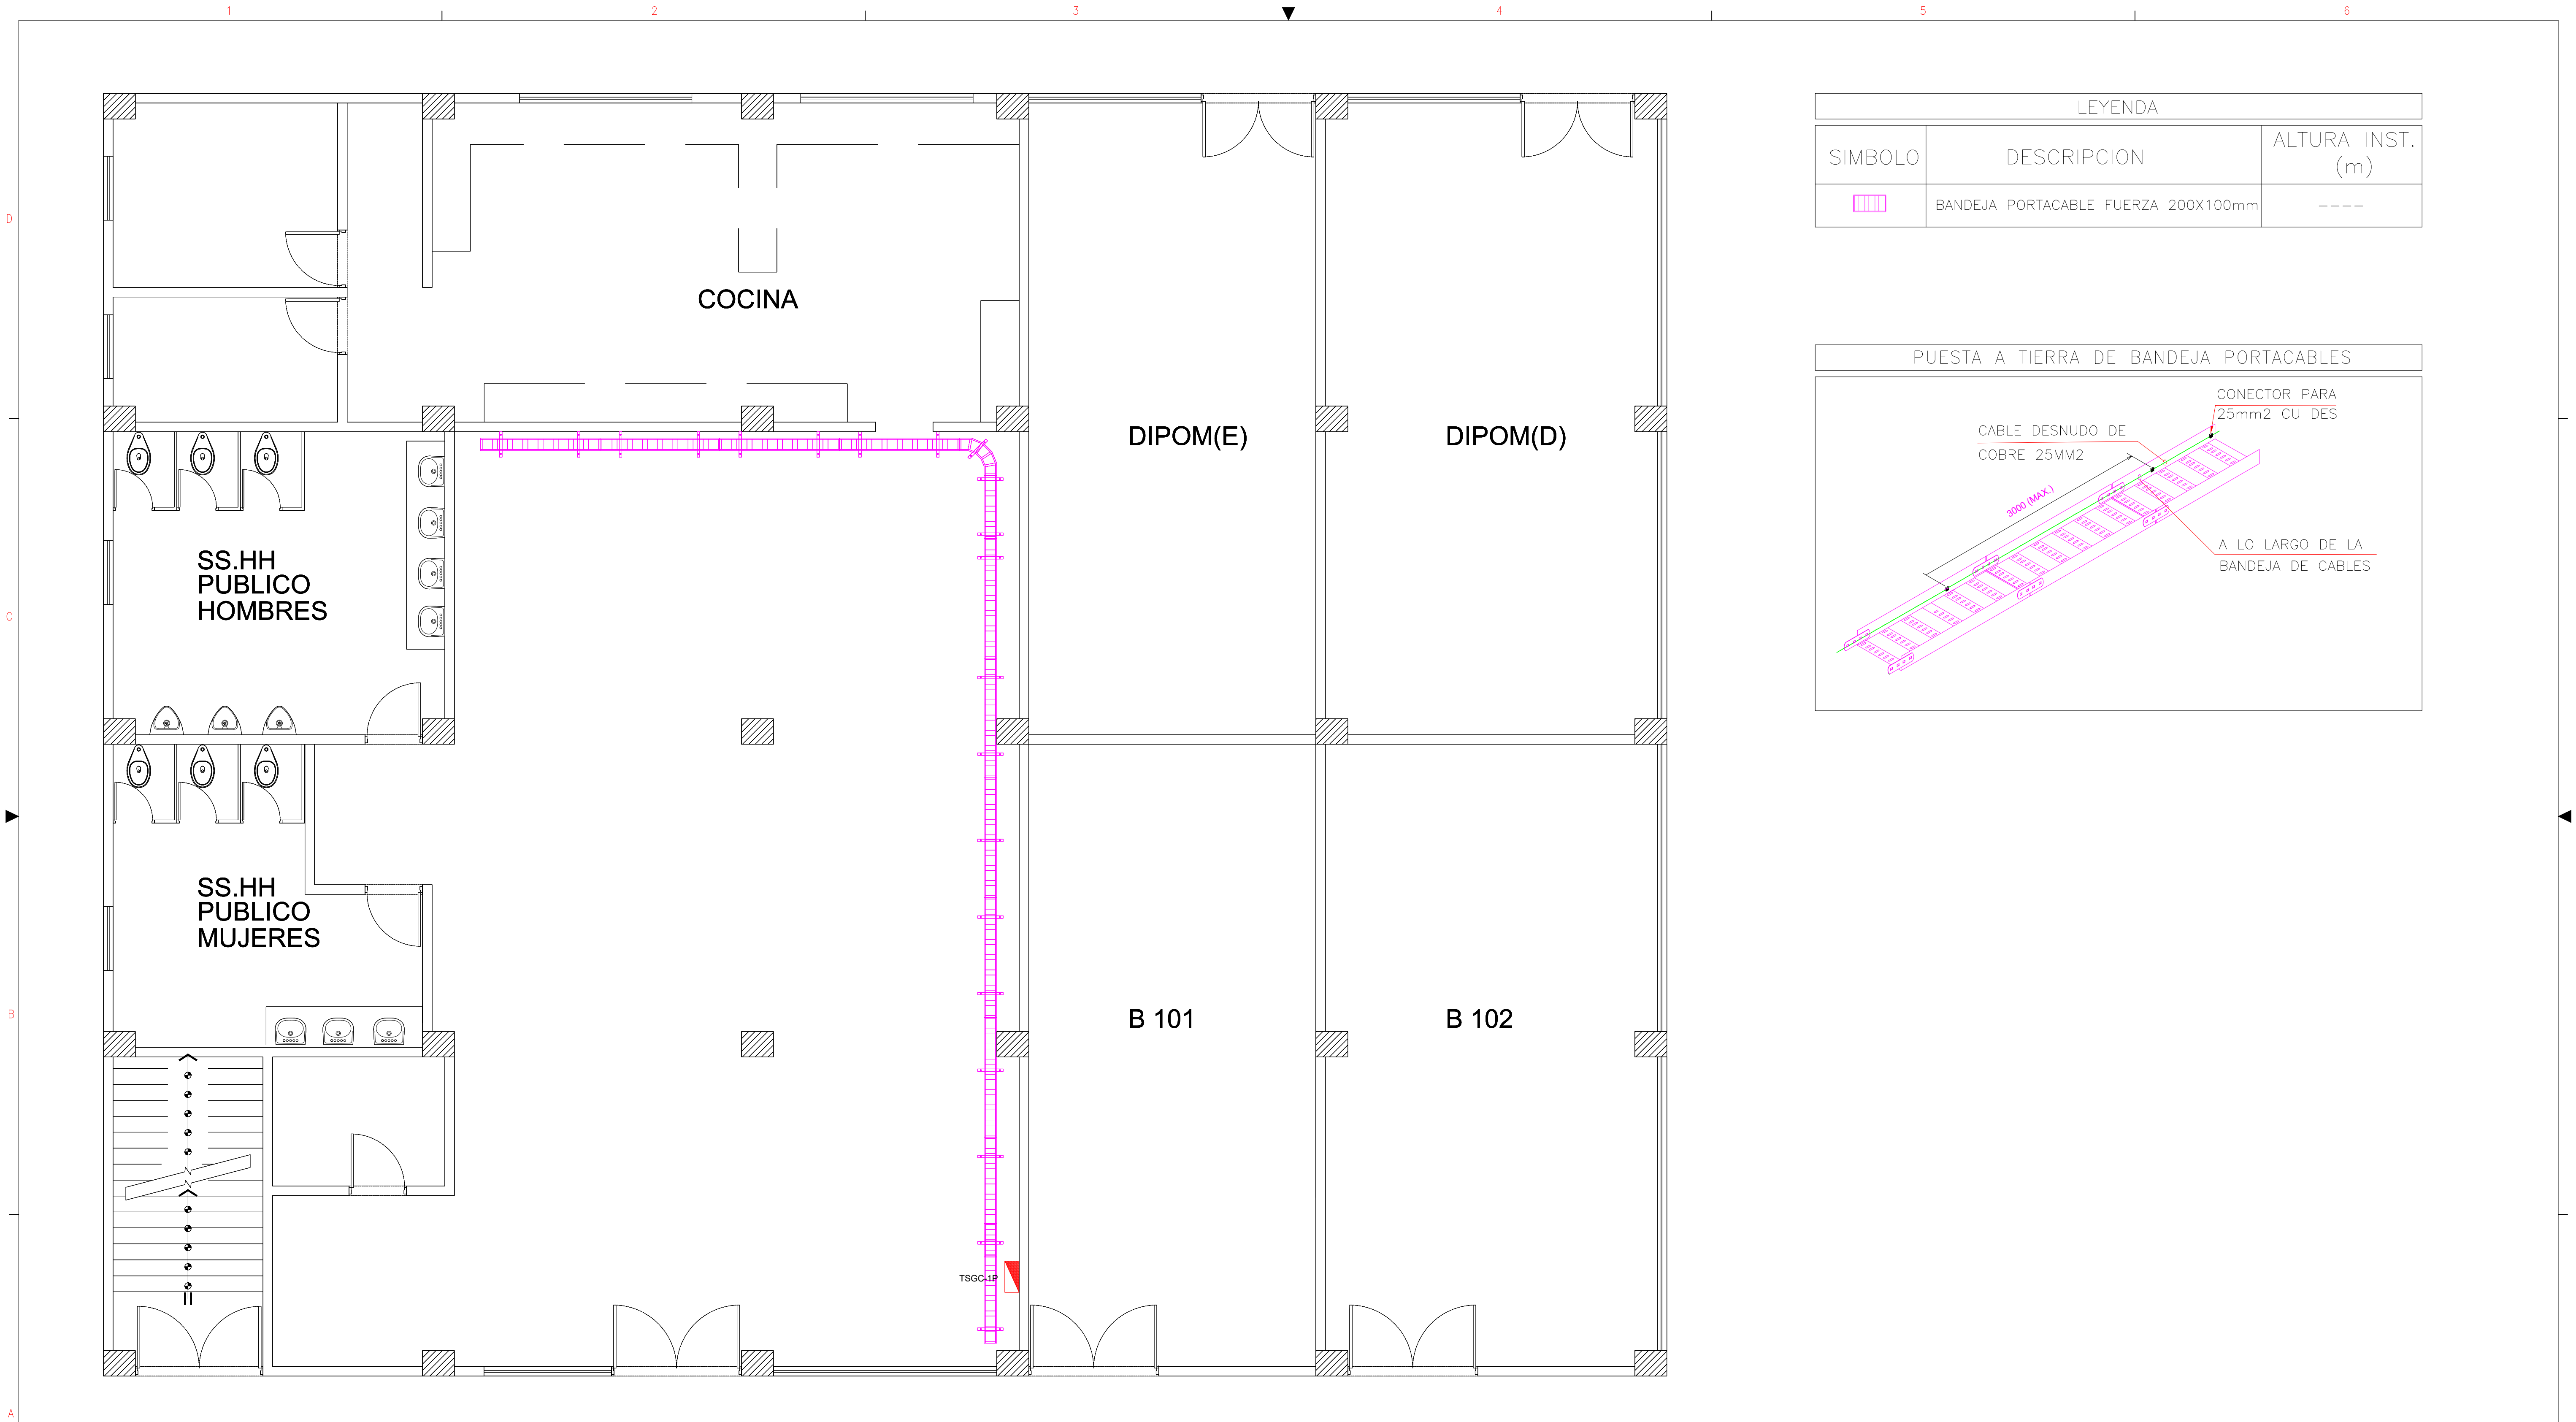 1
2
3
4
5
6
LEYENDA
SIMBOLO
DESCRIPCION
ALTURA INST.
(m)
BANDEJA PORTACABLE FUERZA 200X100mm
----
D
COCINA
PUESTA A TIERRA DE BANDEJA PORTACABLES
CONECTOR PARA
25mm2 CU DES
CABLE DESNUDO DE
COBRE 25MM2
3000 (MAX.)
A LO LARGO DE LA
BANDEJA DE CABLES
DIPOM(E)
DIPOM(D)
C
SS.HH
PUBLICO
HOMBRES
SS.HH
PUBLICO
MUJERES
B
B 101
B 102
TSGC-1P
A